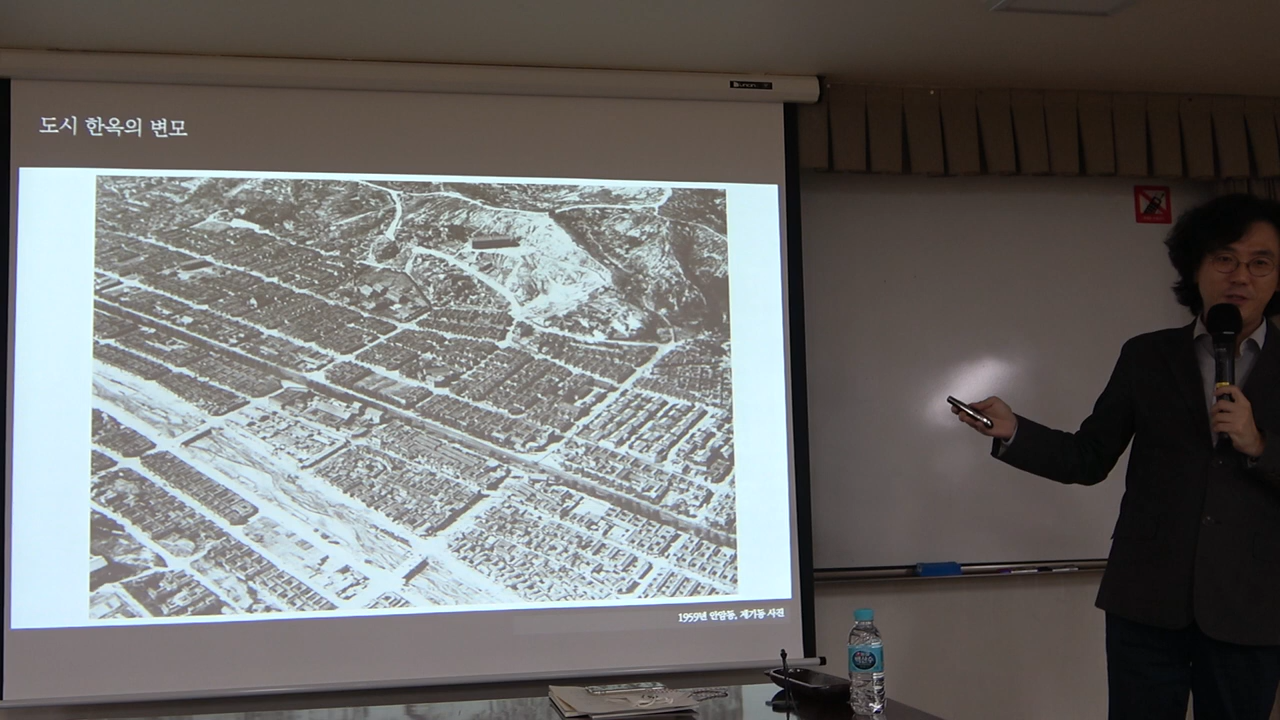 도시 한옥의 변모
1959년 안암동, 제기동 사진